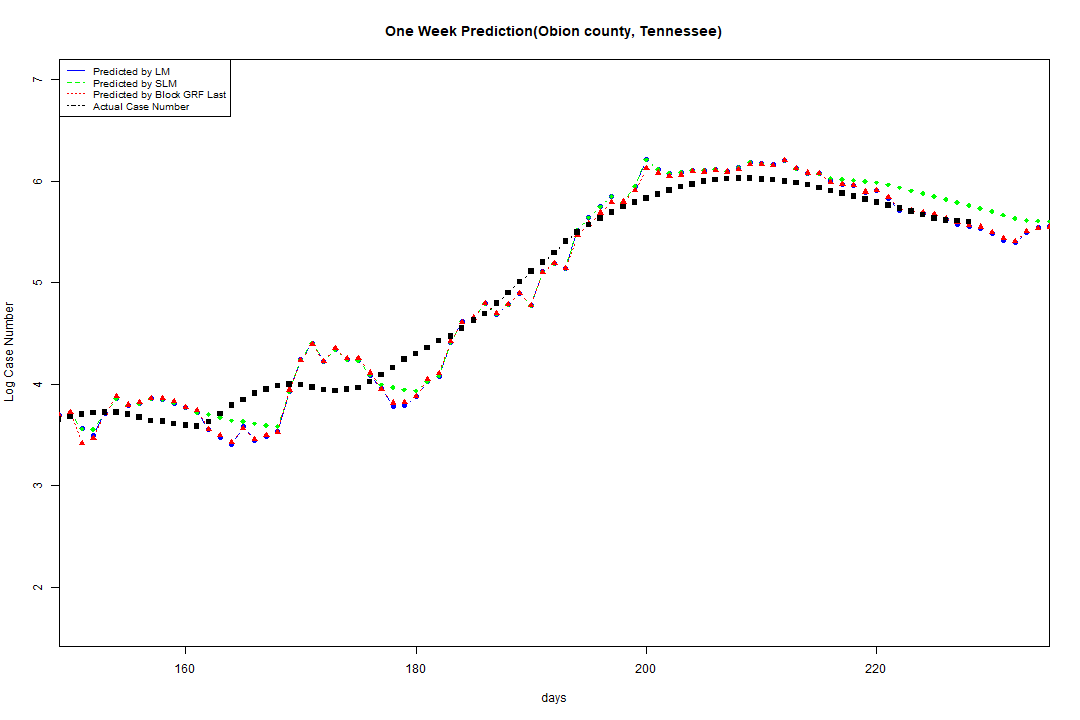 One Week Prediction(Obion county, Tennessee)
Predicted by LM
Predicted by SLM
Predicted by Block GRF Last
Actual Case Number
7
6
5
4
3
2
Log Case Number
160
180
200
220
days